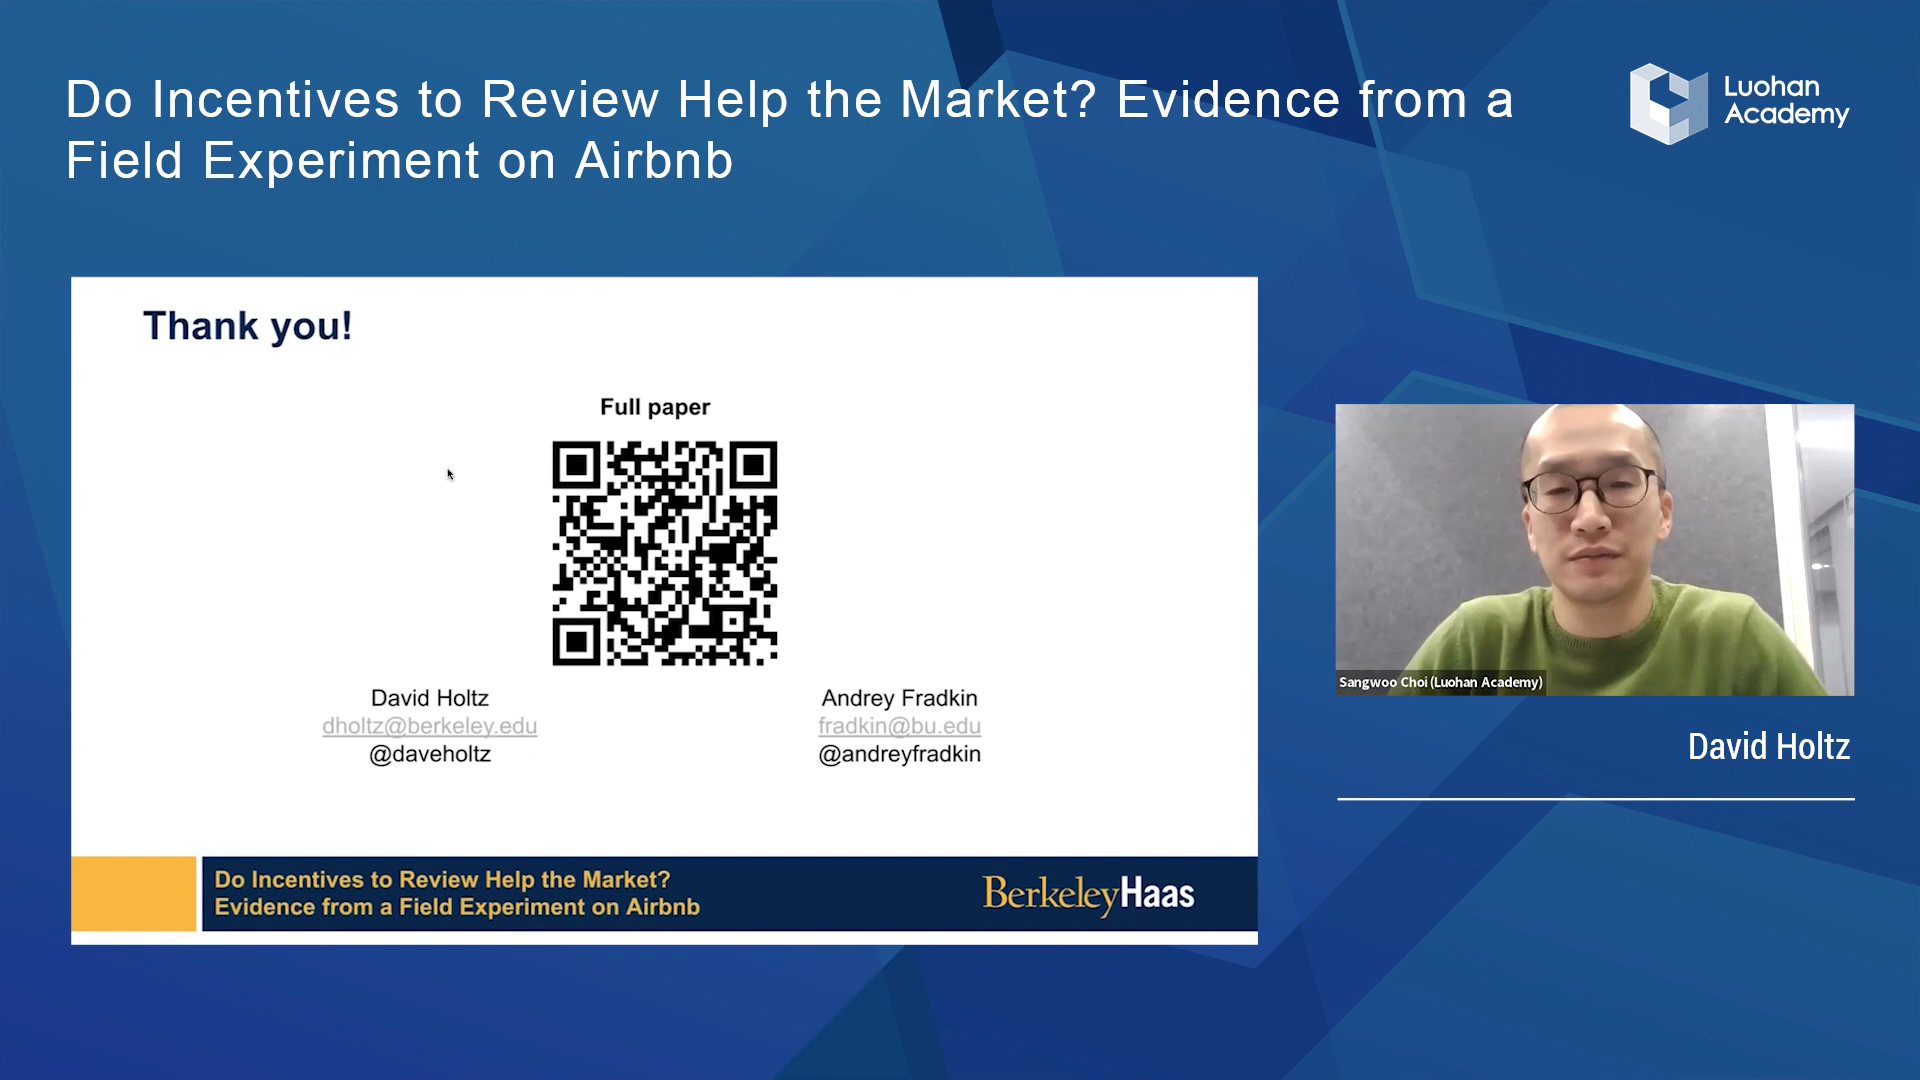 Do Incentives to Review Help the Market? Evidence from a
Field Experiment on Airbnb
Luohan
Academy
Thank you!
Full paper
David Holtz
dholtz@berkeley.edu
@daveholtz
Andrey Fradkin
fradkin@bu.edu
@andreyfradkin
Do Incentives to Review Help the Market?
Evidence from a Field Experiment on Airbnb
BerkeleyHaas
Sangwoo Choi (Luohan Academy)
David Holtz